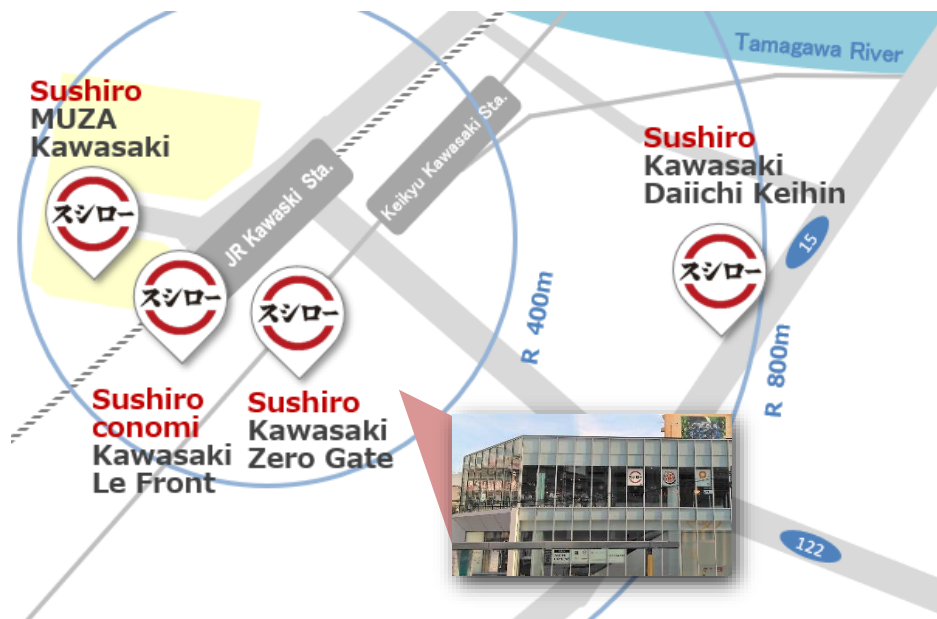 Tamagawa River
Sushiro
MUZA
Kawasaki
スシロー
JR Kawaski Sta.
Keikyu Kawasaki Sta.
Sushiro
Kawasaki
Daiichi Keihin
スシロー
15
スシロー
スシロー
R 400m
R 800m
Sushiro
conomi
Kawasaki
Le Front
Sushiro
Kawasaki
Zero Gate
122